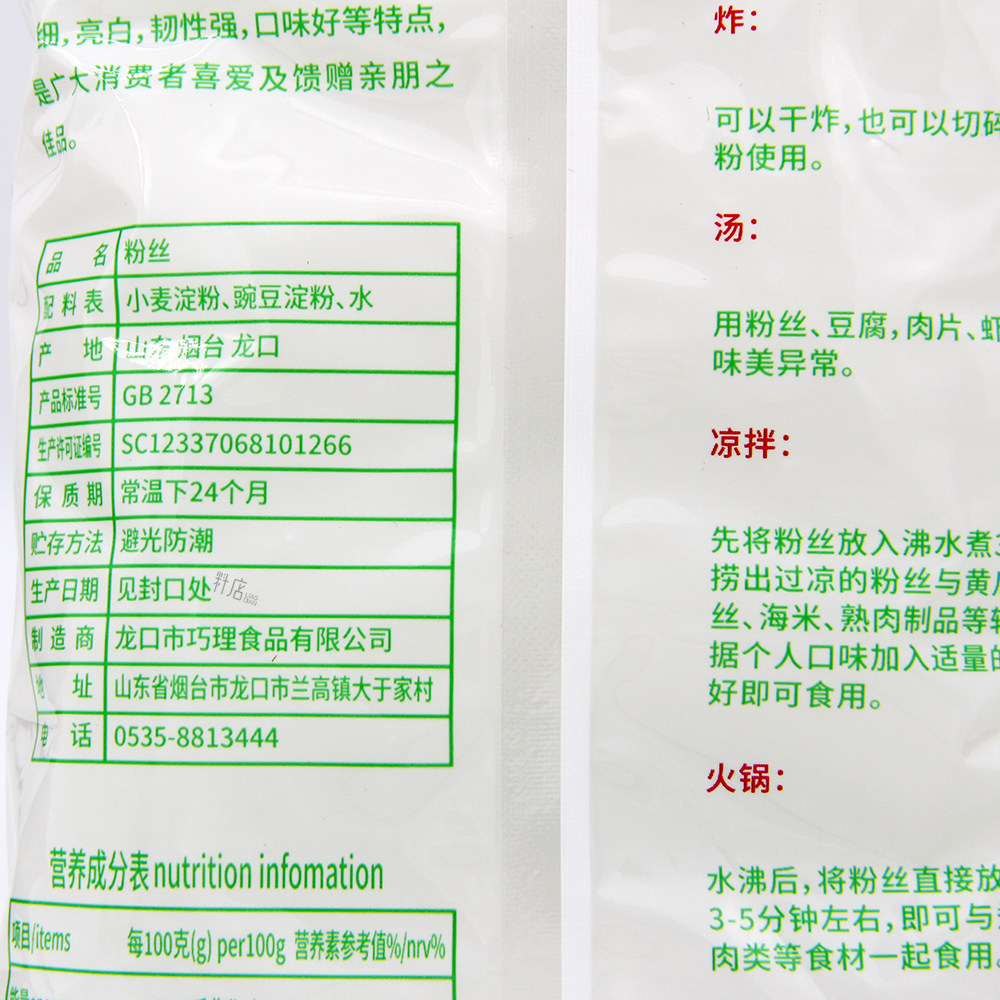 细,亮白,韧性强,口味好等特点,
是广大消费者喜爱及馈赠亲朋之
佳品。
品 名 粉丝
配料表 小麦淀粉、豌豆淀粉、水
产 地 山东 烟台 龙口
产品标准号 GB 2713
生产许可证编号 SC12337068101266
保质期 常温下24个月
贮存方法 避光防潮
生产日期 见封口处
制造商 龙口市巧理食品有限公司
地 址 山东省烟台市龙口市兰高镇大于家村
电 话 0535-8813444
营养成分表 nutrition infomation
项目/items 每100克(g) per100g 营养素参考值%/nrv%
炸:
可以干炸,也可以切碎
粉使用。
汤:
用粉丝、豆腐,肉片、虾
味美异常。
凉拌:
先将粉丝放入沸水煮3
捞出过凉的粉丝与黄瓜
丝、海米、熟肉制品等
据个人口味加入适量的
好即可食用。
火锅:
水沸后,将粉丝直接放
3-5分钟左右,即可与
肉类等食材一起食用。